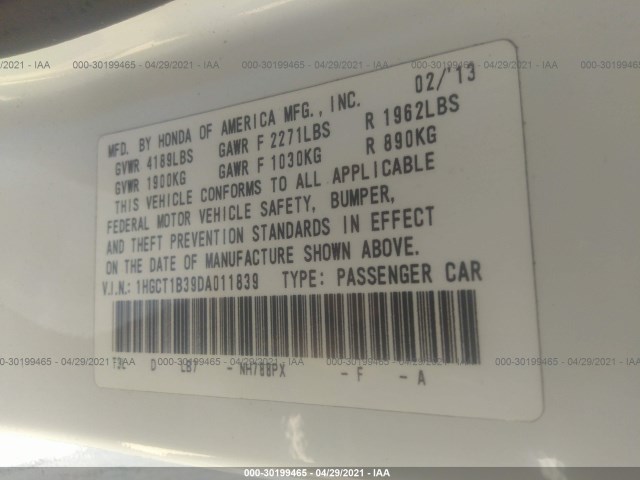 000-30199465 - 04/29/2021 - IAA
MFD. BY HONDA OF AMERICA MFG., INC. 02/'13
GVWR 4189LBS GAWR F 2271LBS R 1962LBS
GVWR 1900KG GAWR F 1030KG R 890KG
THIS VEHICLE CONFORMS TO ALL APPLICABLE
FEDERAL MOTOR VEHICLE SAFETY, BUMPER,
AND THEFT PREVENTION STANDARDS IN EFFECT
ON THE DATE OF MANUFACTURE SHOWN ABOVE.
V.I.N.: 1HGCT1B39DA011839 TYPE: PASSENGER CAR
T3L D LB7 - NH788PX - F - A
000-30199465 - 04/29/2021 - IAA